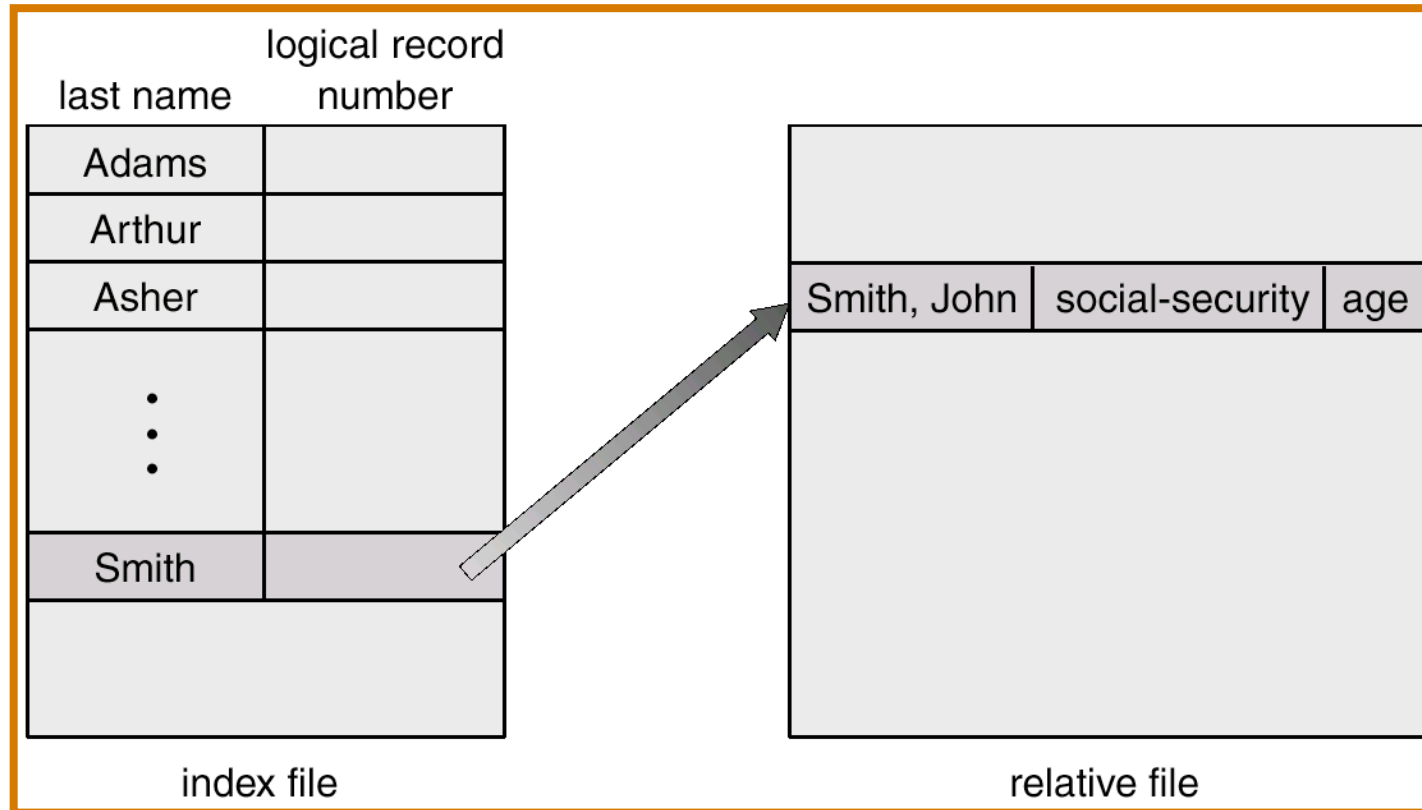 logical record
last name number
Adams
Arthur
Asher
Smith
Smith, John social-security age
index file relative file